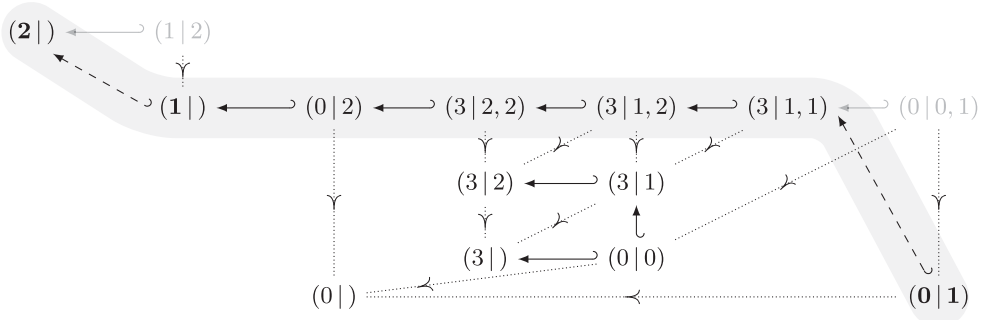 (2 | ) (1 | 2)
(1 | ) (0 | 2) (3 | 2, 2) (3 | 1, 2) (3 | 1, 1) (0 | 0, 1)
(3 | 2) (3 | 1)
(3 | ) (0 | 0)
(0 | ) (0 | 1)